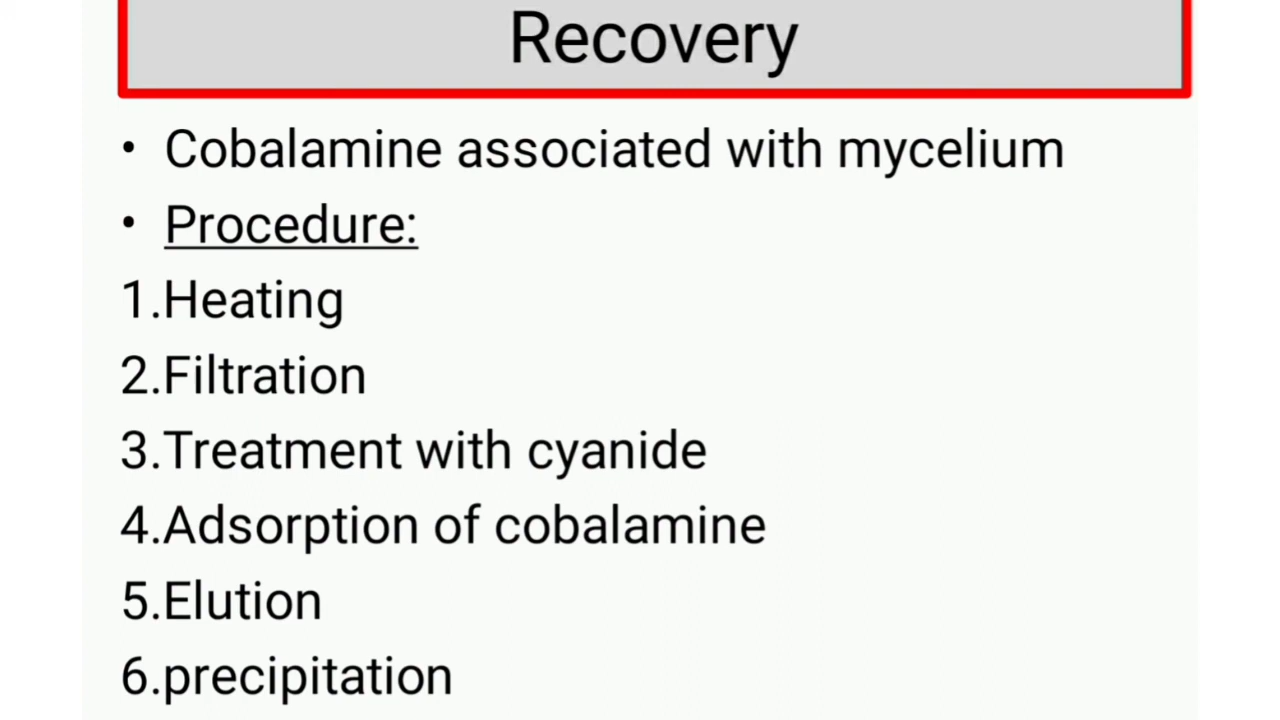 Recovery
• Cobalamine associated with mycelium
• Procedure:
1.Heating
2.Filtration
3.Treatment with cyanide
4.Adsorption of cobalamine
5.Elution
6.precipitation